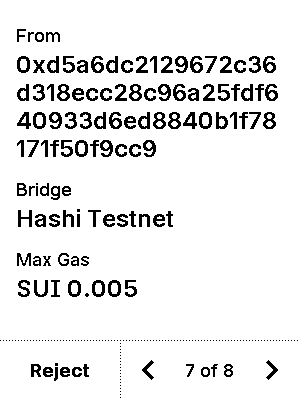 From
0xd5a6dc2129672c36
d318ecc28c96a25fdf6
40933d6ed8840b1f78
171f50f9cc9
Bridge
Hashi Testnet
Max Gas
SUI 0.005
Reject
7 of 8